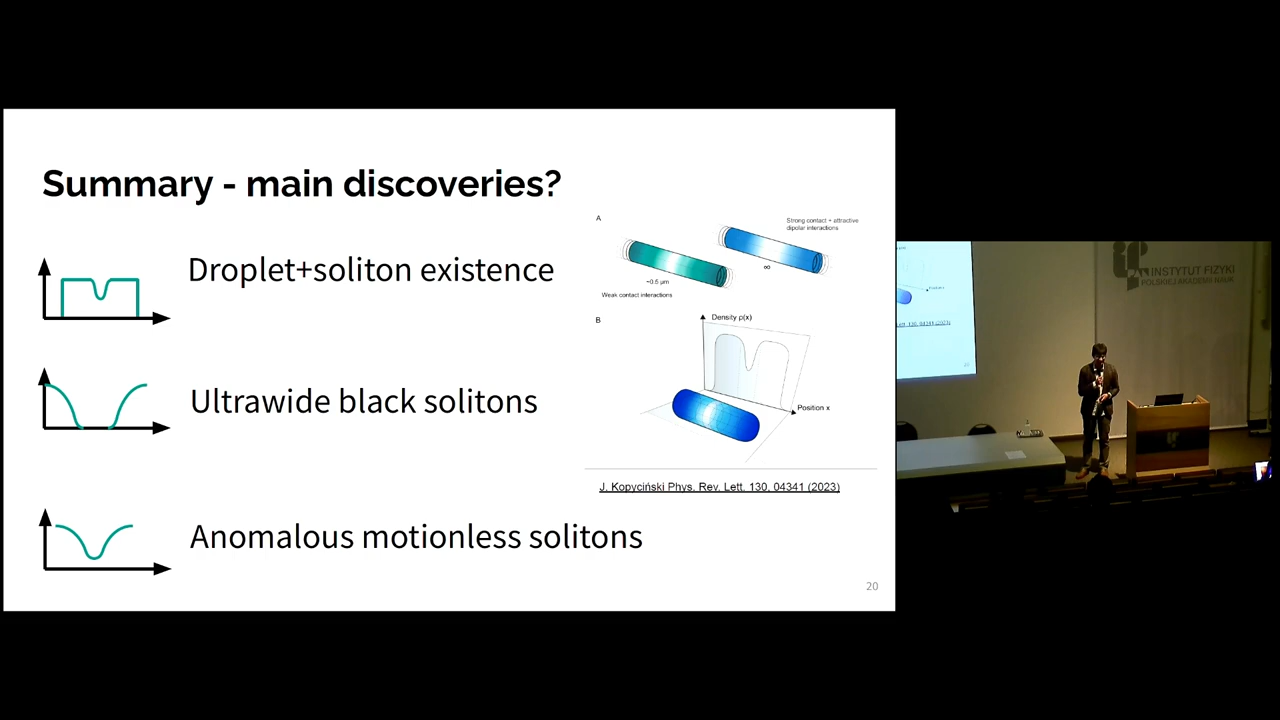 Summary - main discoveries?
Droplet+soliton existence
Ultrawide black solitons
Anomalous motionless solitons
A
Strong contact + attractive
dipolar interactions
∞
~0.5 μm
Weak contact interactions
B
Density ρ(x)
Position x
J. Kopyciński Phys. Rev. Lett. 130, 04341 (2023)
20
INSTYTUT FIZYKI
POLSKIEJ AKADEMII NAUK